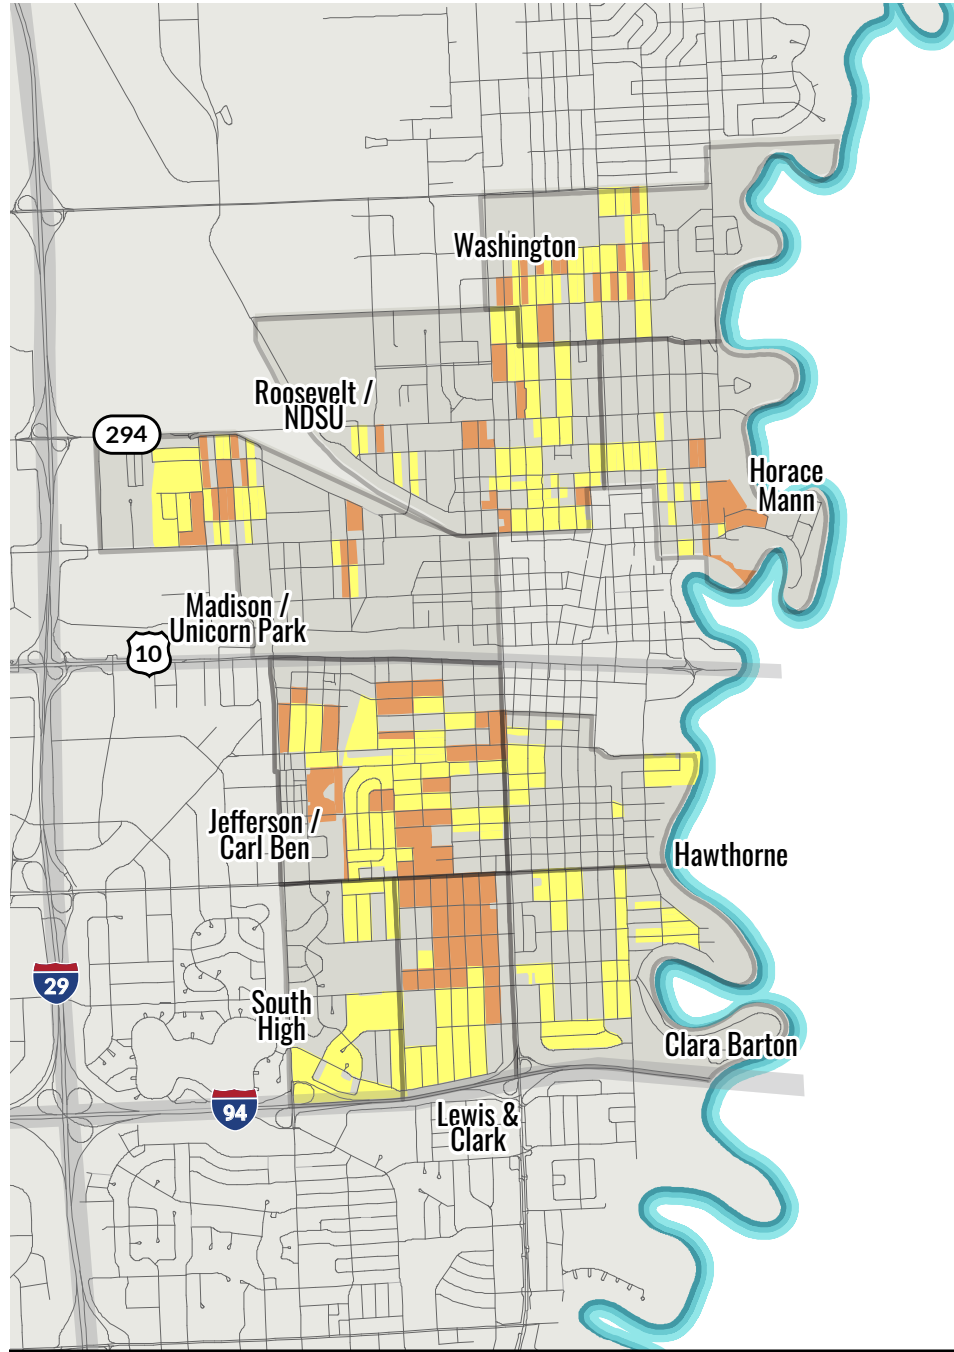 Washington
Roosevelt /
NDSU
294
Horace
Mann
Madison /
Unicorn Park
10
Jefferson /
Carl Ben
Hawthorne
29
South
High
Clara Barton
94
Lewis &
Clark